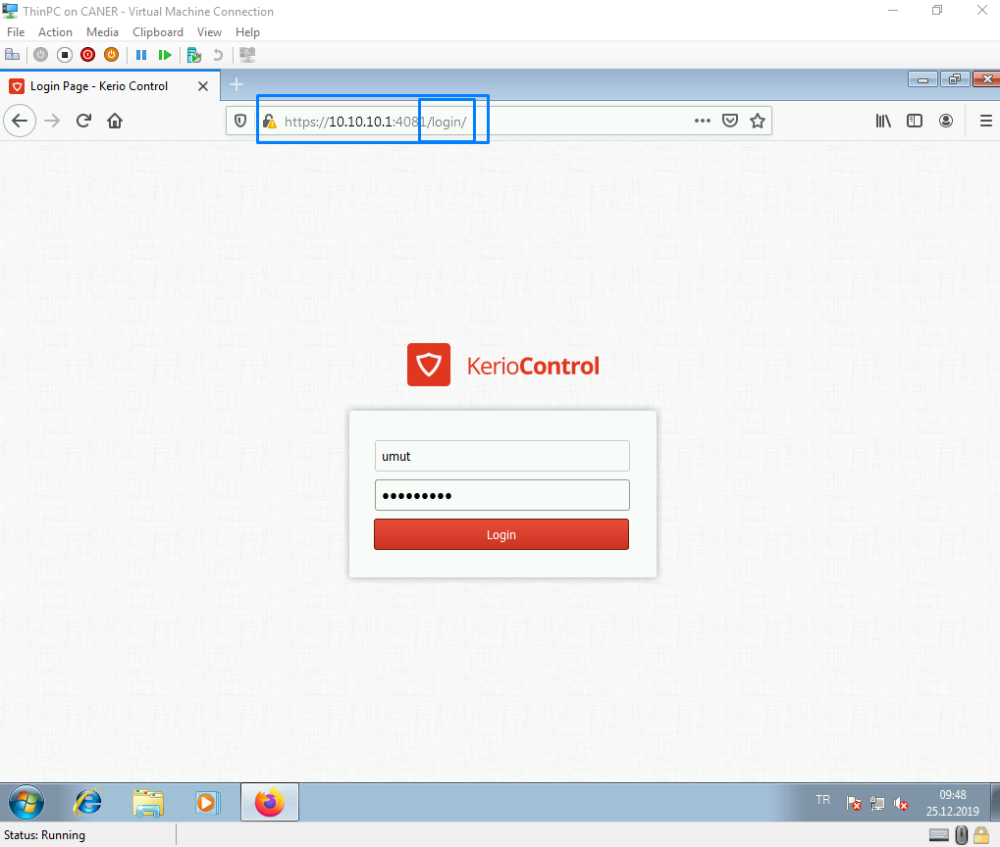 ThinPC on CANER - Virtual Machine Connection
File Action Media Clipboard View Help
Login Page - Kerio Control
https://10.10.10.1:4081/login/
KerioControl
umut
•••••••••
Login
TR
09:48
25.12.2019
Status: Running